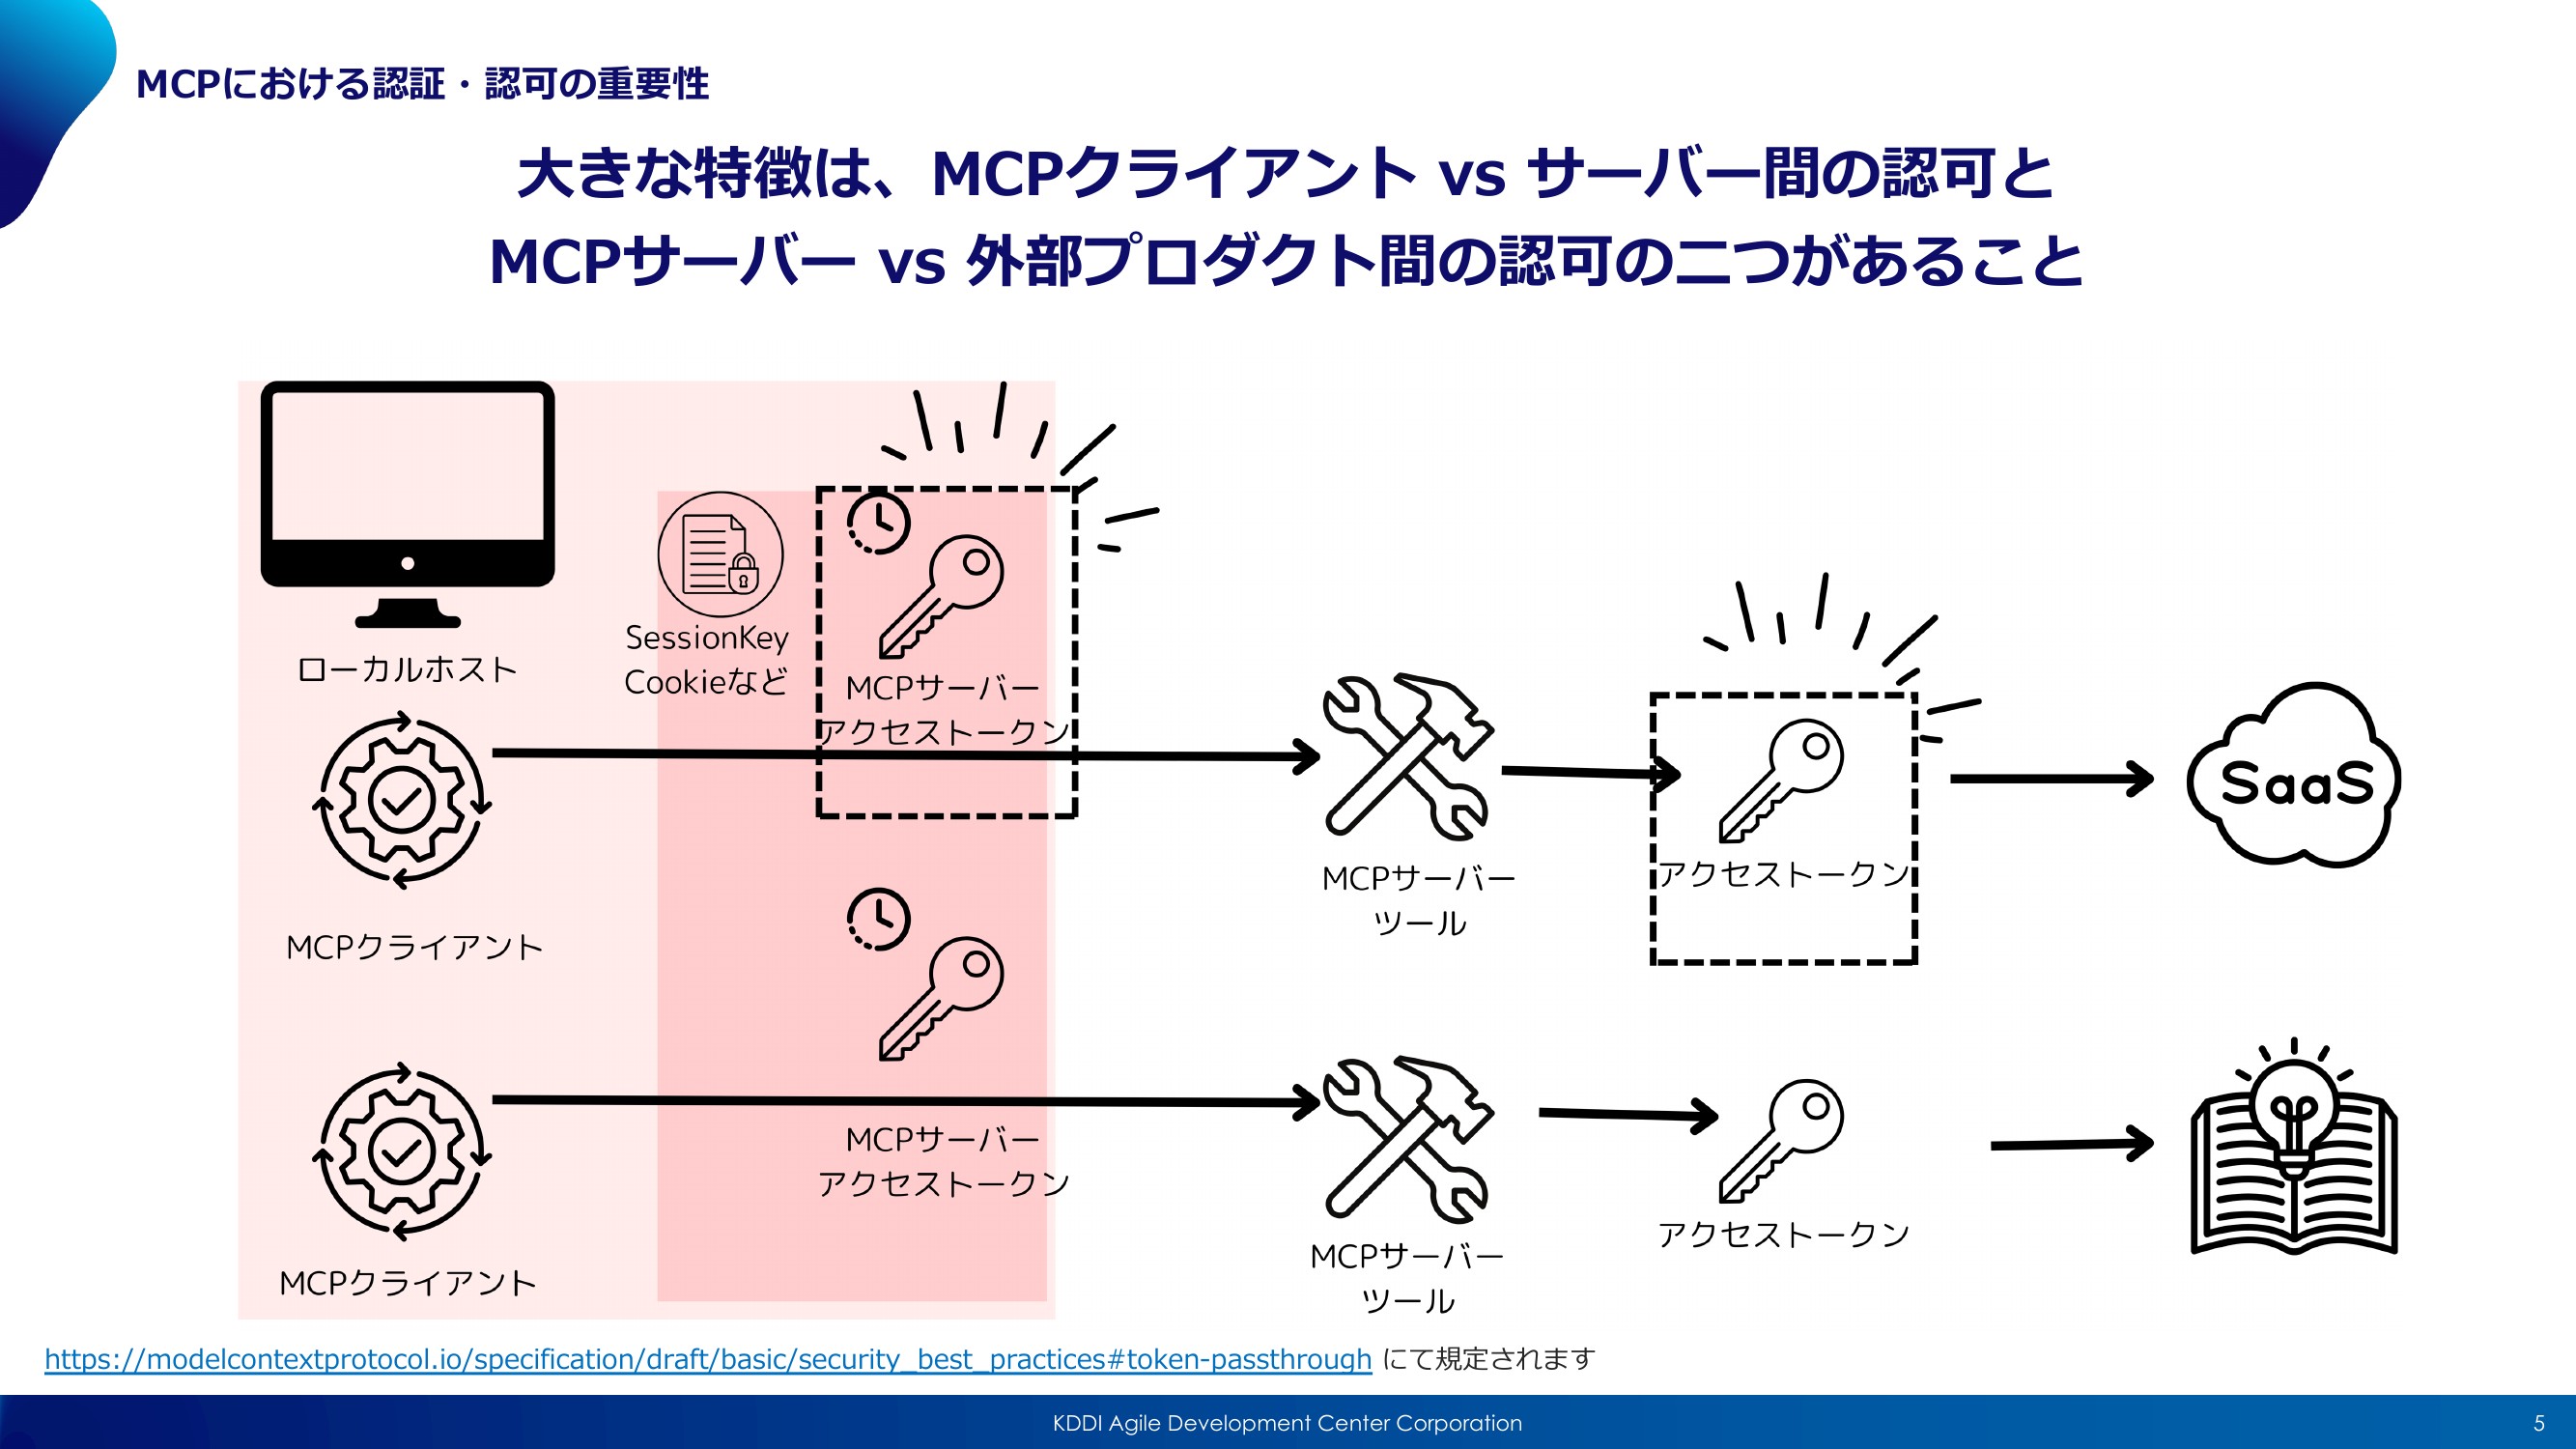 MCPにおける認証・認可の重要性
大きな特徴は、MCPクライアント vs サーバー間の認可と
MCPサーバー vs 外部プロダクト間の認可の二つがあること
ローカルホスト
SessionKey
Cookieなど
MCPサーバー
アクセストークン
MCPクライアント
MCPサーバー
ツール
アクセストークン
SaaS
MCPクライアント
MCPサーバー
アクセストークン
MCPサーバー
ツール
アクセストークン
https://modelcontextprotocol.io/specification/draft/basic/security_best_practices#token-passthrough にて規定されます
KDDI Agile Development Center Corporation
5